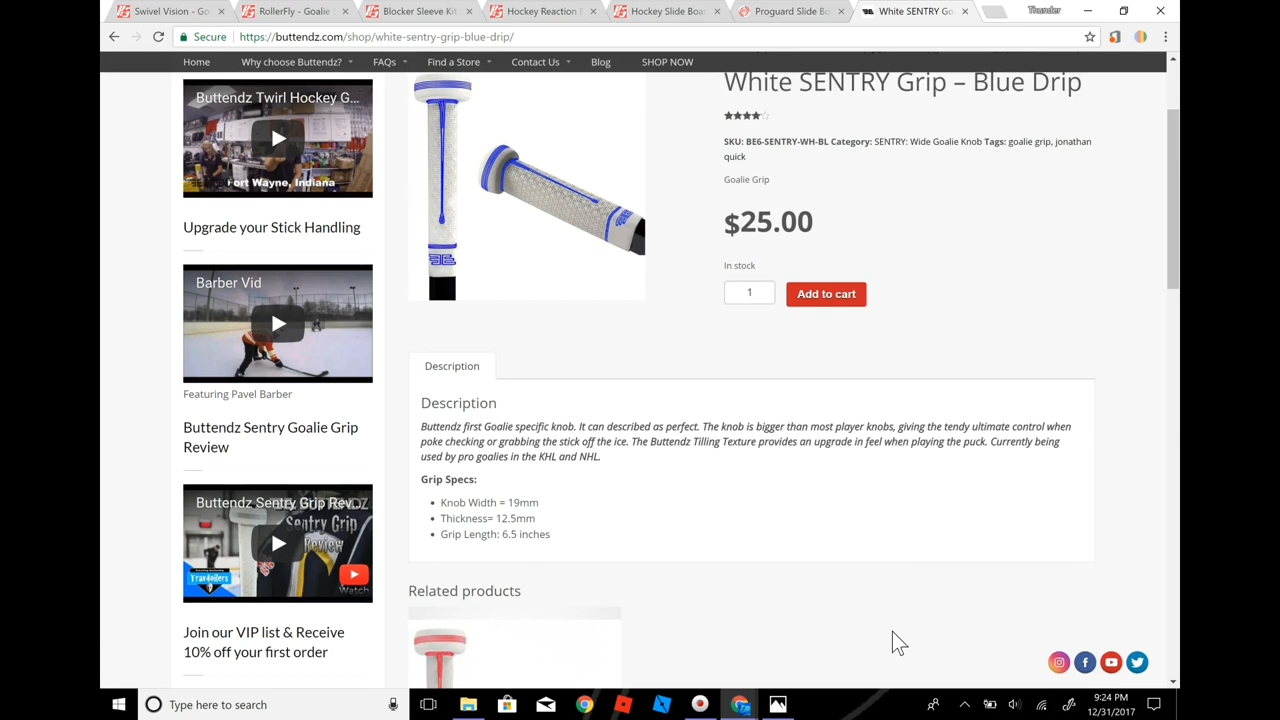 Swivel Vision - Go
RollerFly - Goalie S
Blocker Sleeve Kit
Hockey Reaction B
Hockey Slide Boar
Proguard Slide Bo
White SENTRY Go
Thunder
Secure
https://buttendz.com/shop/white-sentry-grip-blue-drip/
Home
Why choose Buttendz?
FAQs
Find a Store
Contact Us
Blog
SHOP NOW
Buttendz Twirl Hockey G...
Fort Wayne, Indiana
Upgrade your Stick Handling
Barber Vid
Featuring Pavel Barber
Buttendz Sentry Goalie Grip
Review
Buttendz Sentry Grip Rev...
Sentry
Grip
Review
Watch
Join our VIP list & Receive
10% off your first order
White SENTRY Grip – Blue Drip
SKU: BE6-SENTRY-WH-BL Category: SENTRY: Wide Goalie Knob Tags: goalie grip, jonathan
quick
Goalie Grip
$25.00
In stock
1
Add to cart
Description
Description
Buttendz first Goalie specific knob. It can described as perfect. The knob is bigger than most player knobs, giving the tendy ultimate control when
poke checking or grabbing the stick off the ice. The Buttendz Tilling Texture provides an upgrade in feel when playing the puck. Currently being
used by pro goalies in the KHL and NHL.
Grip Specs:
• Knob Width = 19mm
• Thickness= 12.5mm
• Grip Length: 6.5 inches
Related products
Type here to search
9:24 PM
12/31/2017